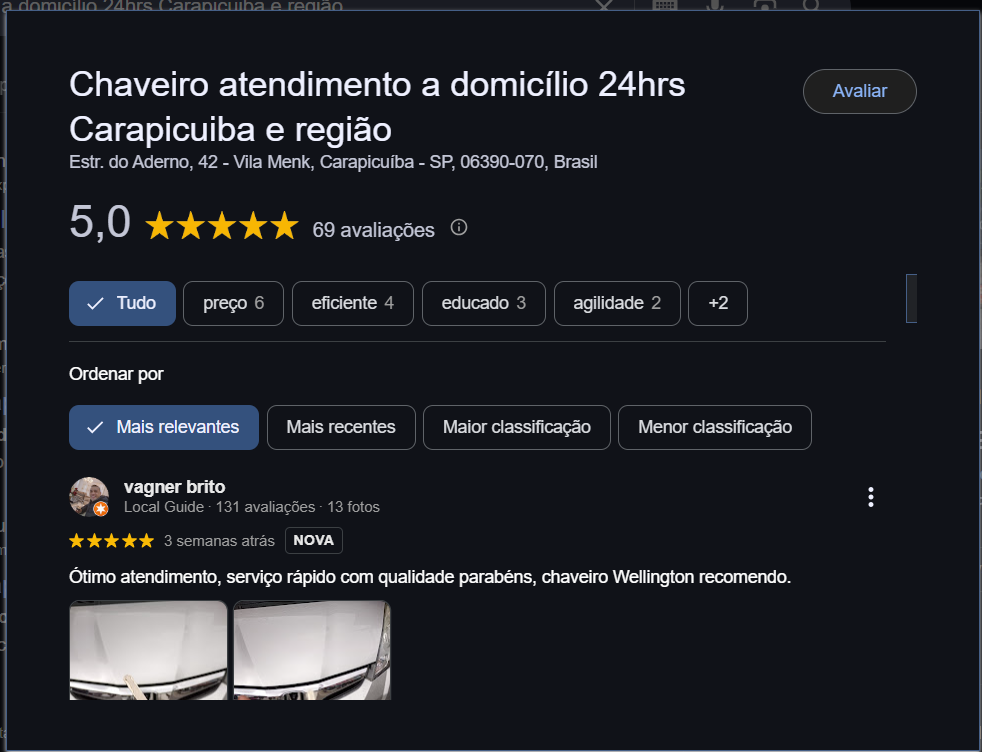 a domicílio 24hrs Carapicuiba e região
Chaveiro atendimento a domicílio 24hrs
Carapicuiba e região
Avaliar
Estr. do Aderno, 42 - Vila Menk, Carapicuíba - SP, 06390-070, Brasil
5,0 69 avaliações
Tudo preço 6 eficiente 4 educado 3 agilidade 2 +2
Ordenar por
Mais relevantes Mais recentes Maior classificação Menor classificação
vagner brito
Local Guide · 131 avaliações · 13 fotos
3 semanas atrás NOVA
Ótimo atendimento, serviço rápido com qualidade parabéns, chaveiro Wellington recomendo.